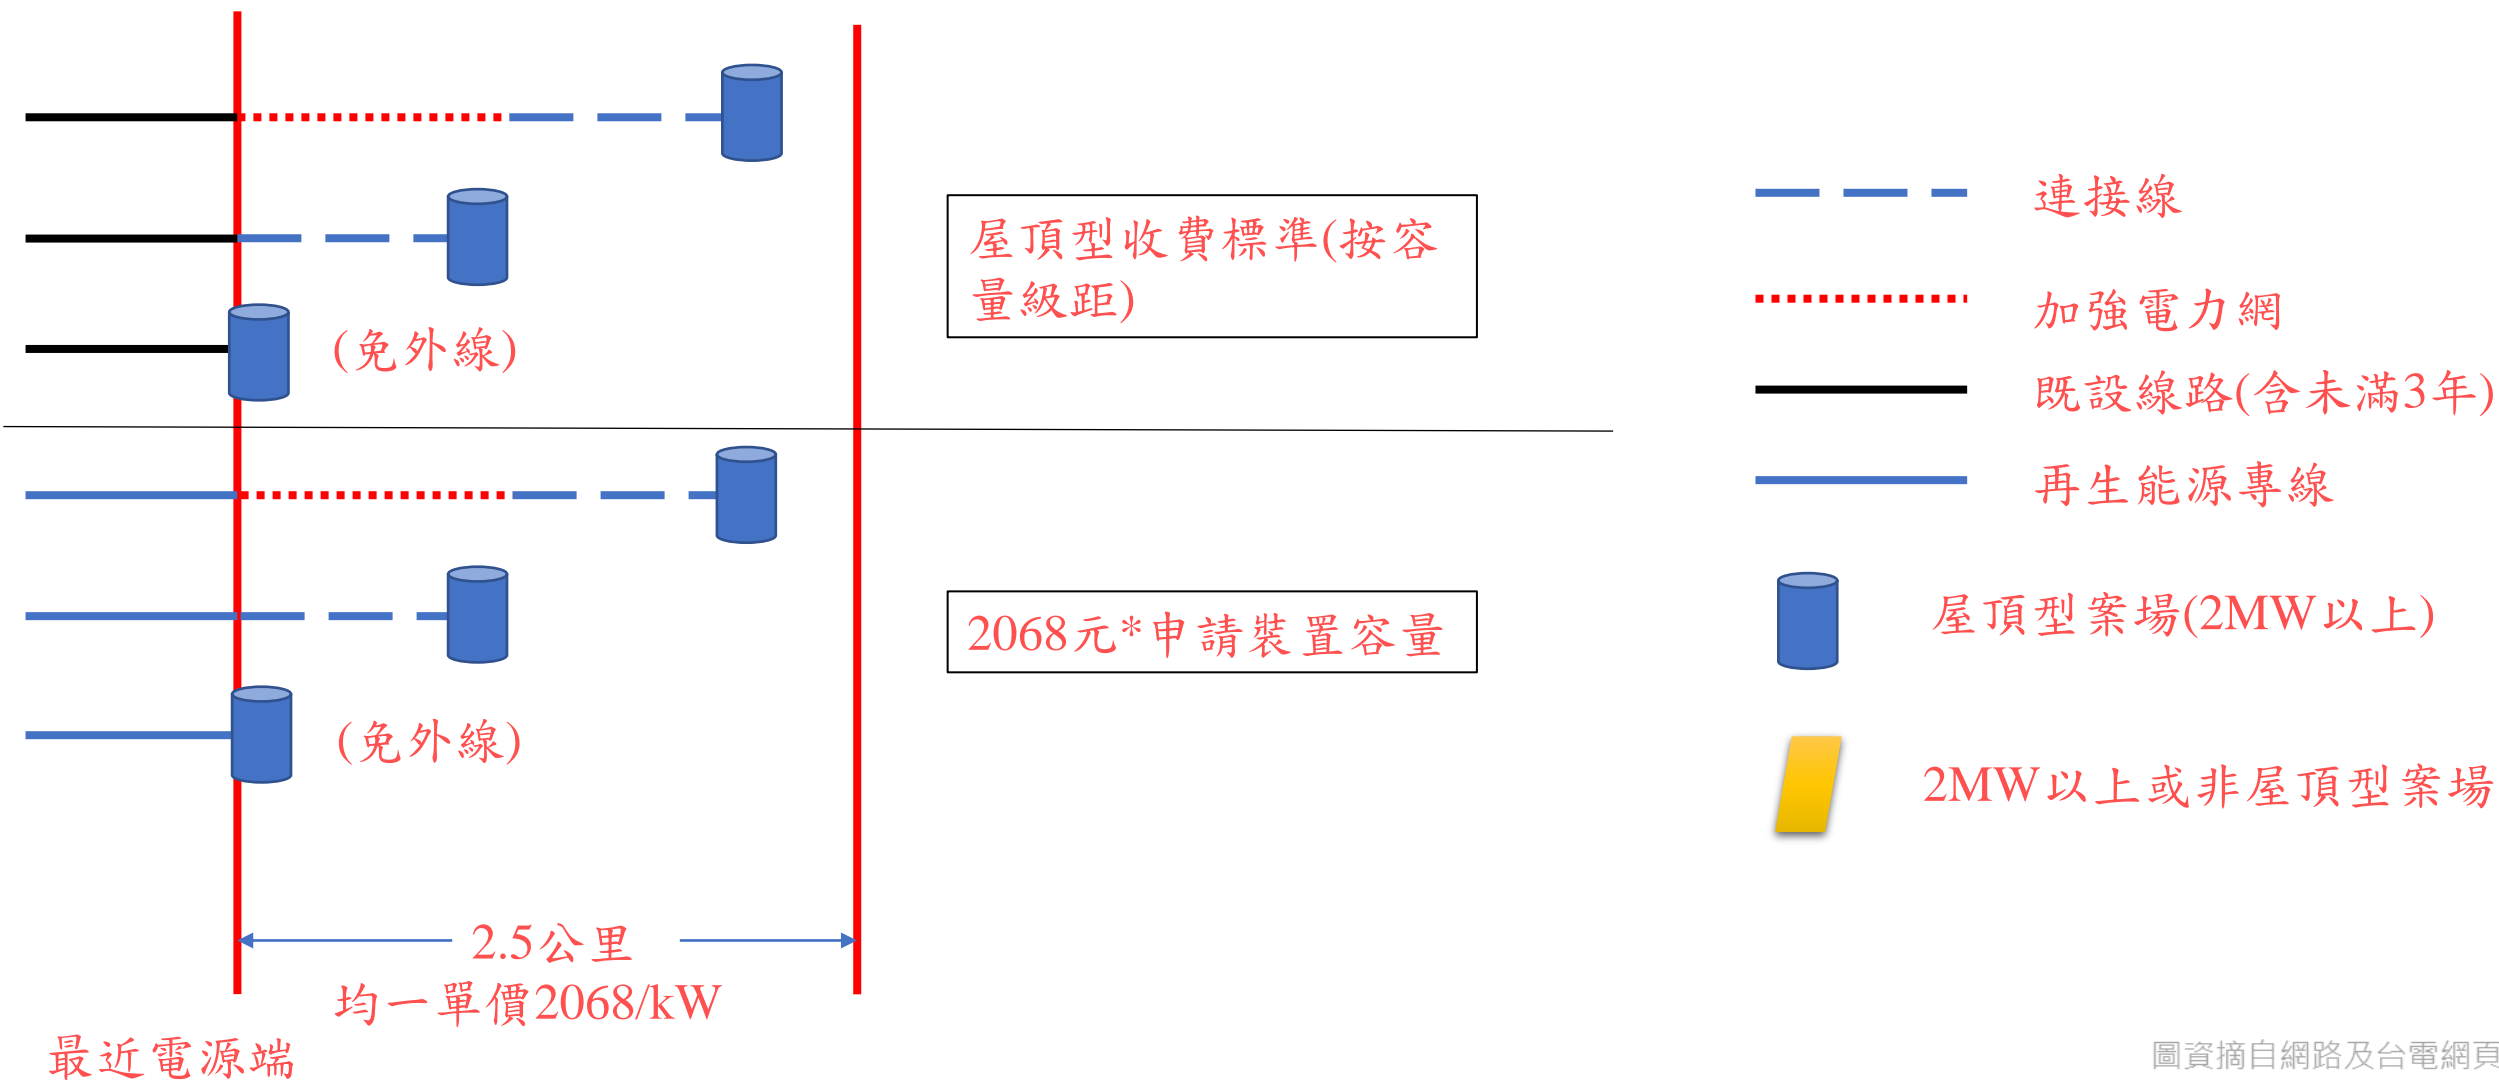 屋頂型收費標準(按容
量級距)
(免外線)
連接線
加強電力網
既設線路(含未滿3年)
再生能源專線
2068元*申請裝置容量
屋頂型案場(2MW以上)
(免外線)
2MW以上或非屋頂型案場
2.5公里
均一單價2068/kW
最近電源端
圖源摘自網路公台電網頁